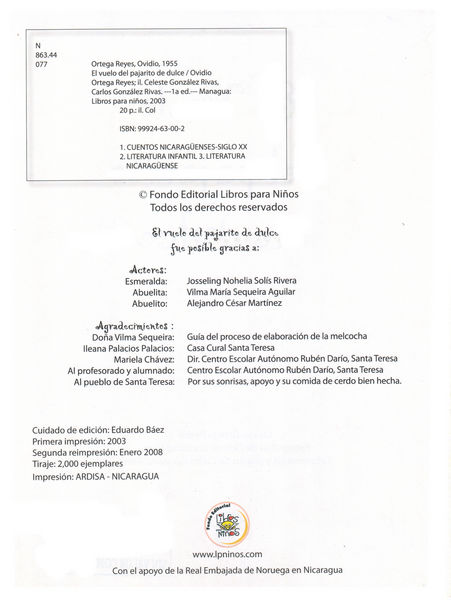 N
863.44
077
Ortega Reyes, Ovidio, 1955
El vuelo del pajarito de dulce / Ovidio
Ortega Reyes; il. Celeste González Rivas,
Carlos González Rivas. ---1a ed.--- Managua:
Libros para niños, 2003
20 p.: il. Col
ISBN: 99924-63-00-2
1. CUENTOS NICARAGÜENSES-SIGLO XX
2. LITERATURA INFANTIL 3. LITERATURA
NICARAGÜENSE
© Fondo Editorial Libros para Niños
Todos los derechos reservados
El vuelo del pajarito de dulce
fue posible gracias a:
Actores:
Esmeralda: Josseling Nohelia Solís Rivera
Abuelita: Vilma María Sequeira Aguilar
Abuelito: Alejandro César Martínez
Agradecimientos :
Doña Vilma Sequeira: Guía del proceso de elaboración de la melcocha
Ileana Palacios Palacios: Casa Cural Santa Teresa
Mariela Chávez: Dir. Centro Escolar Autónomo Rubén Darío, Santa Teresa
Al profesorado y alumnado: Centro Escolar Autónomo Rubén Darío, Santa Teresa
Al pueblo de Santa Teresa: Por sus sonrisas, apoyo y su comida de cerdo bien hecha.
Cuidado de edición: Eduardo Báez
Primera impresión: 2003
Segunda reimpresión: Enero 2008
Tiraje: 2,000 ejemplares
Impresión: ARDISA - NICARAGUA
Fondo Editorial
Niños
www.lpninos.com
Con el apoyo de la Real Embajada de Noruega en Nicaragua